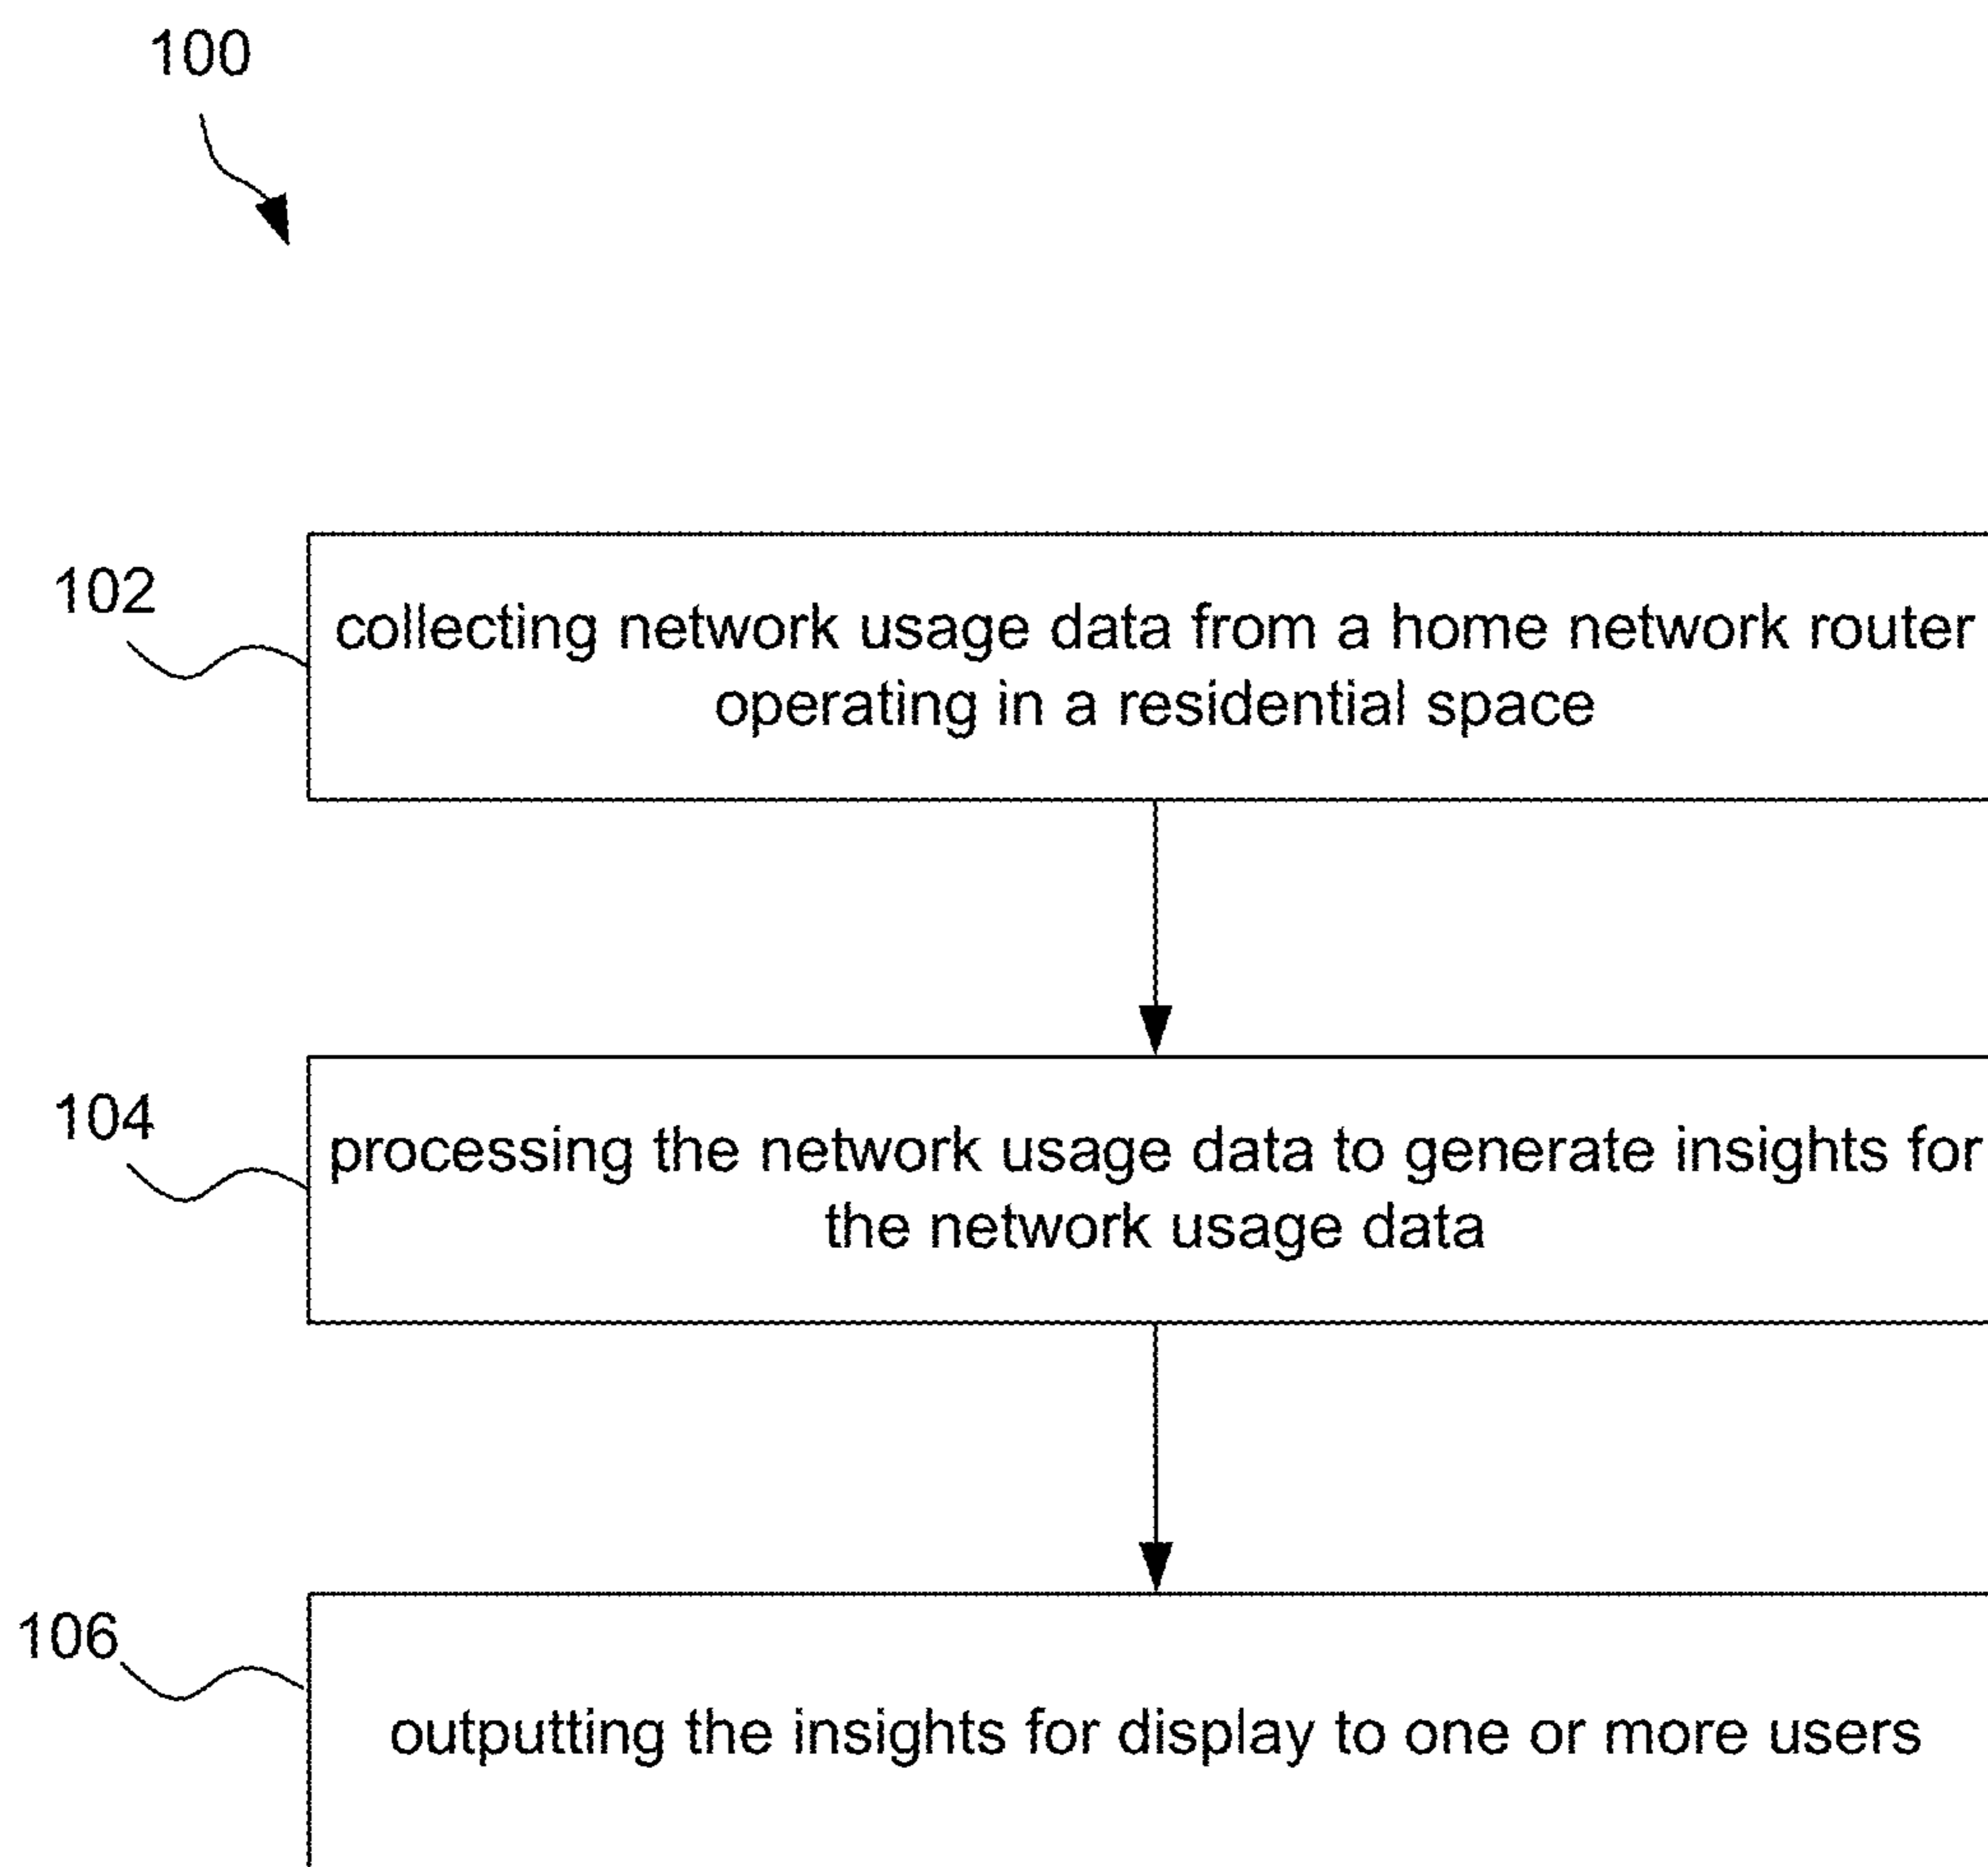 100
102
collecting network usage data from a home network router
operating in a residential space
104
processing the network usage data to generate insights for
the network usage data
106
outputting the insights for display to one or more users